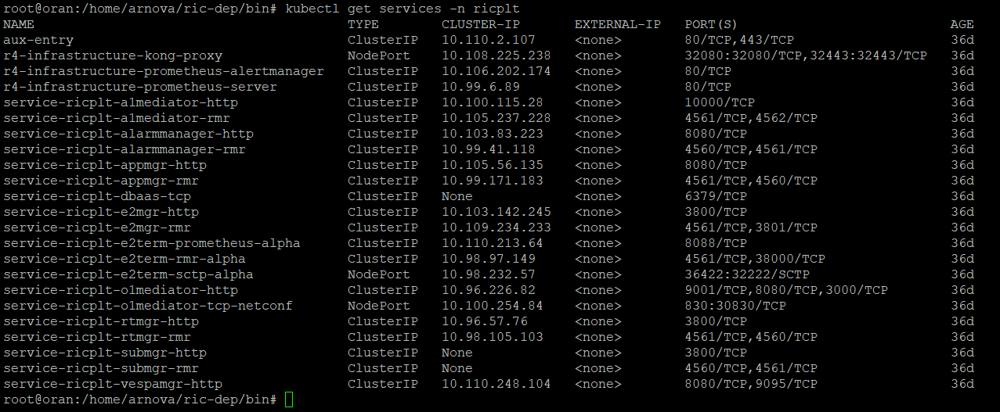 root@oran:/home/arnova/ric-dep/bin# kubectl get services -n ricplt
NAME TYPE CLUSTER-IP EXTERNAL-IP PORT(S) AGE
aux-entry ClusterIP 10.110.2.107 <none> 80/TCP,443/TCP 36d
r4-infrastructure-kong-proxy NodePort 10.108.225.238 <none> 32080:32080/TCP,32443:32443/TCP 36d
r4-infrastructure-prometheus-alertmanager ClusterIP 10.106.202.174 <none> 80/TCP 36d
r4-infrastructure-prometheus-server ClusterIP 10.99.6.89 <none> 80/TCP 36d
service-ricplt-a1mediator-http ClusterIP 10.100.115.28 <none> 10000/TCP 36d
service-ricplt-a1mediator-rmr ClusterIP 10.105.237.228 <none> 4561/TCP,4562/TCP 36d
service-ricplt-alarmmanager-http ClusterIP 10.103.83.223 <none> 8080/TCP 36d
service-ricplt-alarmmanager-rmr ClusterIP 10.99.41.118 <none> 4560/TCP,4561/TCP 36d
service-ricplt-appmgr-http ClusterIP 10.105.56.135 <none> 8080/TCP 36d
service-ricplt-appmgr-rmr ClusterIP 10.99.171.183 <none> 4561/TCP,4560/TCP 36d
service-ricplt-dbaas-tcp ClusterIP None <none> 6379/TCP 36d
service-ricplt-e2mgr-http ClusterIP 10.103.142.245 <none> 3800/TCP 36d
service-ricplt-e2mgr-rmr ClusterIP 10.109.234.233 <none> 4561/TCP,3801/TCP 36d
service-ricplt-e2term-prometheus-alpha ClusterIP 10.110.213.64 <none> 8088/TCP 36d
service-ricplt-e2term-rmr-alpha ClusterIP 10.98.97.149 <none> 4561/TCP,38000/TCP 36d
service-ricplt-e2term-sctp-alpha NodePort 10.98.232.57 <none> 36422:32222/SCTP 36d
service-ricplt-o1mediator-http ClusterIP 10.96.226.82 <none> 9001/TCP,8080/TCP,3000/TCP 36d
service-ricplt-o1mediator-tcp-netconf NodePort 10.100.254.84 <none> 830:30830/TCP 36d
service-ricplt-rtmgr-http ClusterIP 10.96.57.76 <none> 3800/TCP 36d
service-ricplt-rtmgr-rmr ClusterIP 10.98.105.103 <none> 4561/TCP,4560/TCP 36d
service-ricplt-submgr-http ClusterIP None <none> 3800/TCP 36d
service-ricplt-submgr-rmr ClusterIP None <none> 4560/TCP,4561/TCP 36d
service-ricplt-vespamgr-http ClusterIP 10.110.248.104 <none> 8080/TCP,9095/TCP 36d
root@oran:/home/arnova/ric-dep/bin#